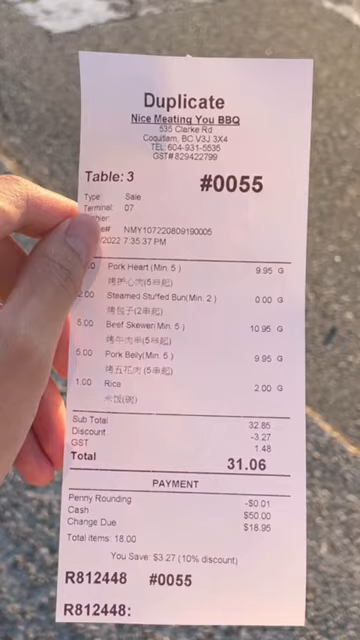 Duplicate
Nice Meating You BBQ
535 Clarke Rd
Coquitlam, BC V3J 3X4
TEL: 604-931-5535
GST# 829422799
Table: 3 #0055
Type: Sale
Terminal: 07
NMY107220809190005
/2022 7:35:37 PM
Pork Heart (Min. 5 ) 9.95 G
烤护心肉(5串起)
2.00 Steamed Stuffed Bun(Min. 2 ) 0.00 G
烤包子(2串起)
5.00 Beef Skewer(Min. 5 ) 10.95 G
烤牛肉串(5串起)
5.00 Pork Belly(Min. 5 ) 9.95 G
烤五花肉 (5串起)
1.00 Rice 2.00 G
米饭(碗)
Sub Total 32.85
Discount -3.27
GST 1.48
Total 31.06
PAYMENT
Penny Rounding -$0.01
Cash $50.00
Change Due $18.95
Total items: 18.00
You Save: $3.27 (10% discount)
R812448 #0055
R812448: